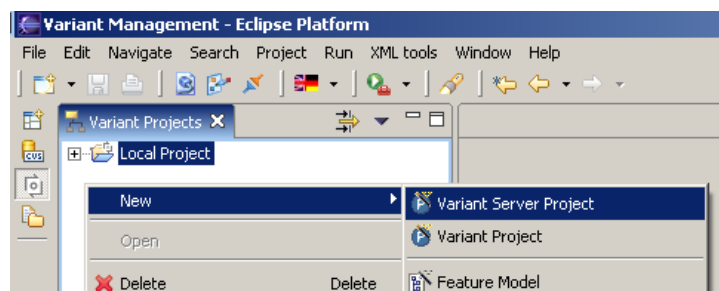 Variant Management - Eclipse Platform
File Edit Navigate Search Project Run XML tools Window Help
Variant Projects
CVS
Local Project
New
Variant Server Project
Open
Variant Project
Delete Delete
Feature Model